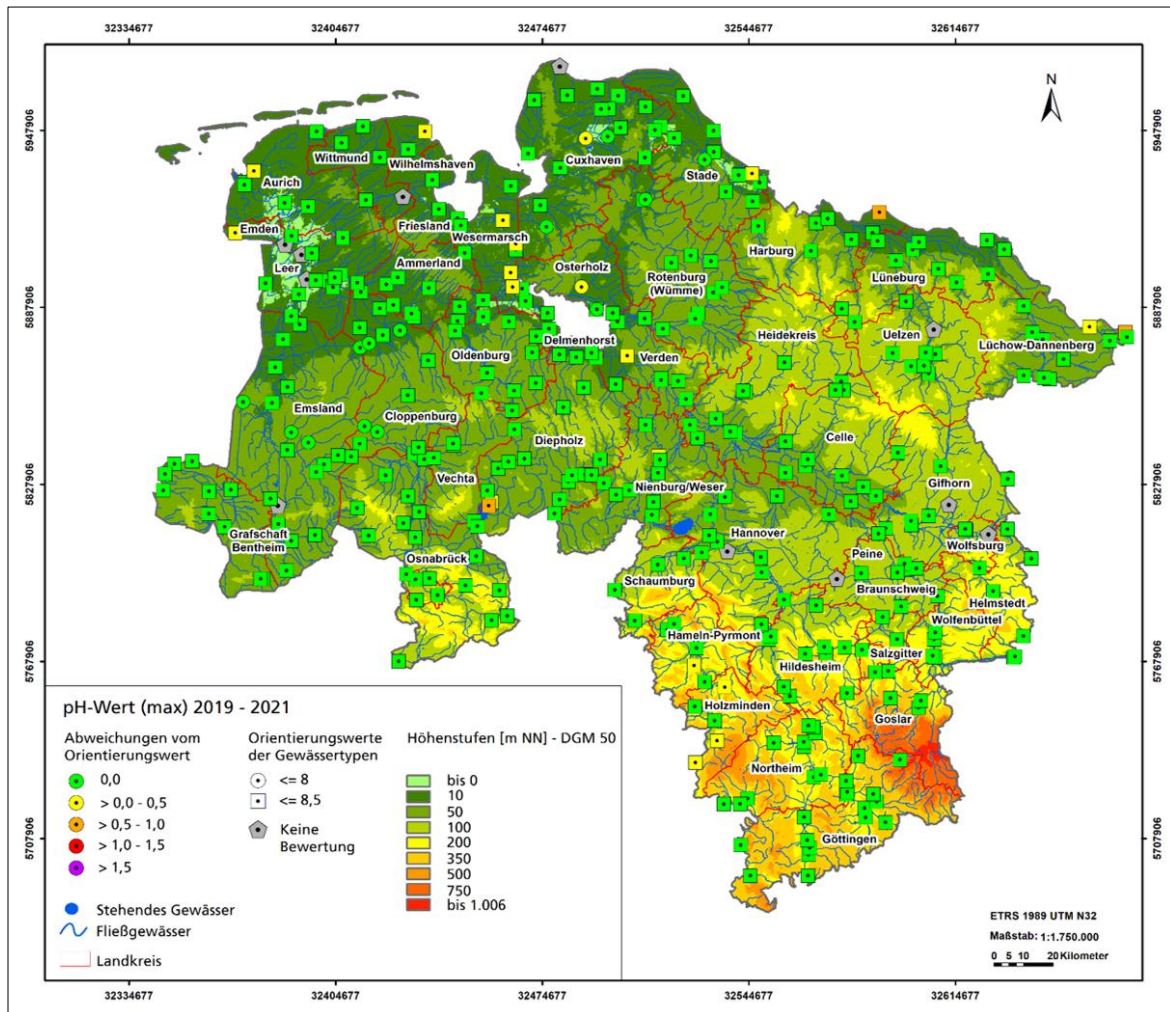 32334677 32404677 32474677 32544677 32614677
N
5947906 5947906
Cuxhaven
Wittmund
Wilhelmshaven
Stade
Aurich
Friesland
Emden
Wesermarsch
Harburg
Leer
Ammerland
Osterholz
Rotenburg
(Wümme)
Lüneburg
5887906 5887906
Heidekreis
Uelzen
Delmenhorst
Lüchow-Dannenberg
Oldenburg
Verden
Emsland
Cloppenburg
Diepholz
Celle
Vechta
Nienburg/Weser
Gifhorn
5827906 5827906
Grafschaft
Bentheim
Hannover
Wolfsburg
Osnabrück
Peine
Schaumburg
Braunschweig
Helmstedt
Wolfenbüttel
Hameln-Pyrmont
Salzgitter
Hildesheim
5767906 5767906
Holzminden
Goslar
Northeim
Göttingen
5707906 5707906
pH-Wert (max) 2019 - 2021
Abweichungen vom
Orientierungswert
0,0
> 0,0 - 0,5
> 0,5 - 1,0
> 1,0 - 1,5
> 1,5
Stehendes Gewässer
Fließgewässer
Landkreis
Orientierungswerte
der Gewässertypen
<= 8
<= 8,5
Keine
Bewertung
Höhenstufen [m NN] - DGM 50
bis 0
10
50
100
200
350
500
750
bis 1.006
ETRS 1989 UTM N32
Maßstab: 1:1.750.000
0 5 10 20 Kilometer
32334677 32404677 32474677 32544677 32614677